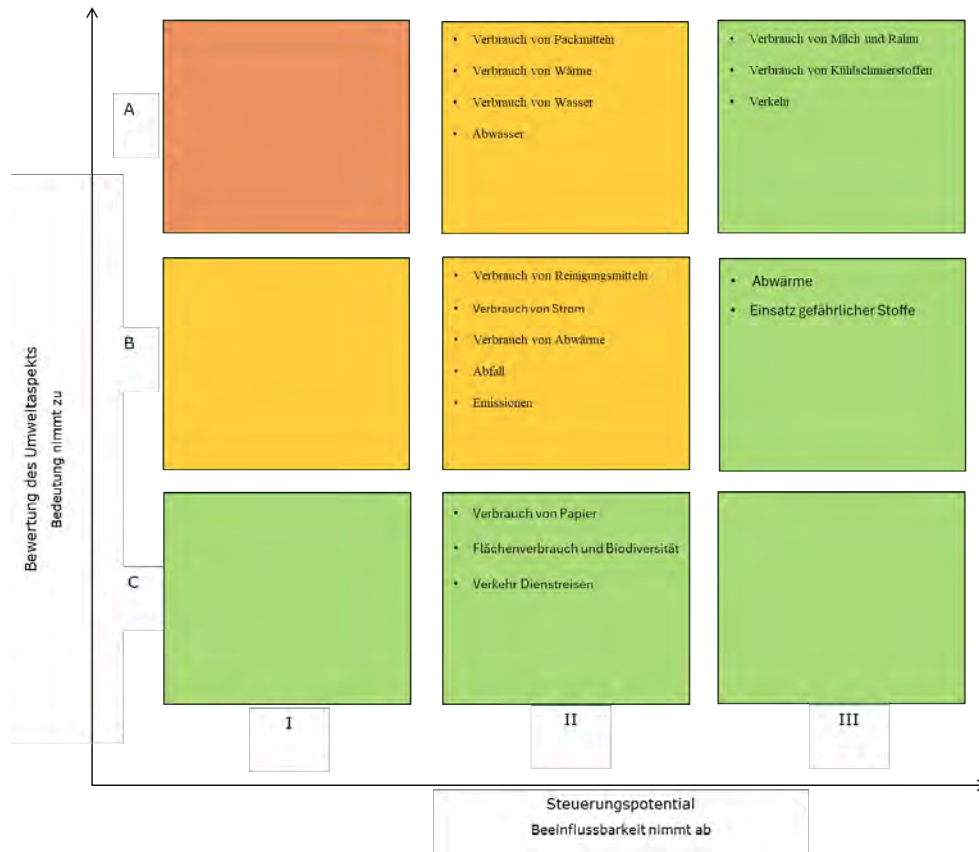 A
• Verbrauch von Packmitteln
• Verbrauch von Wärme
• Verbrauch von Wasser
• Abwasser
• Verbrauch von Milch und Rahm
• Verbrauch von Kühlschmierstoffen
• Verkehr
B
• Verbrauch von Reinigungsmitteln
• Verbrauch von Strom
• Verbrauch von Abwärme
• Abfall
• Emissionen
• Abwärme
• Einsatz gefährlicher Stoffe
C
• Verbrauch von Papier
• Flächenverbrauch und Biodiversität
• Verkehr Dienstreisen
Bewertung des Umweltaspekts
Bedeutung nimmt zu
I
II
III
Steuerungspotential
Beeinflussbarkeit nimmt ab